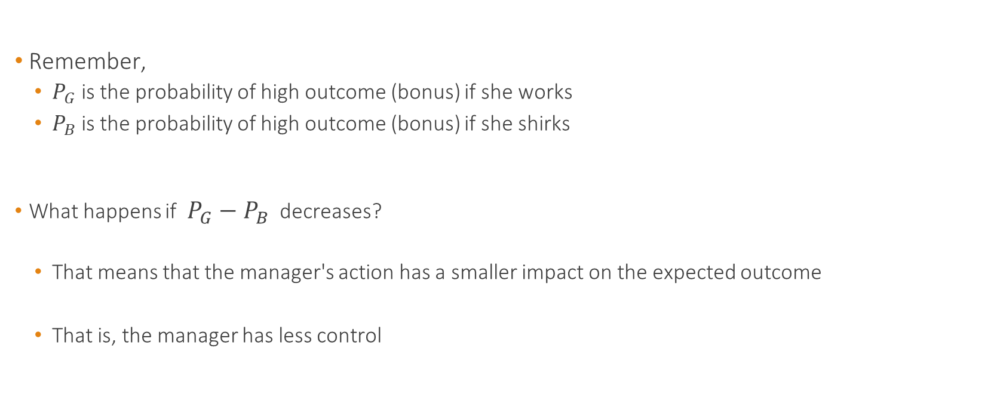 • Remember,
• P_G is the probability of high outcome (bonus) if she works
• P_B is the probability of high outcome (bonus) if she shirks
• What happens if P_G − P_B decreases?
• That means that the manager's action has a smaller impact on the expected outcome
• That is, the manager has less control